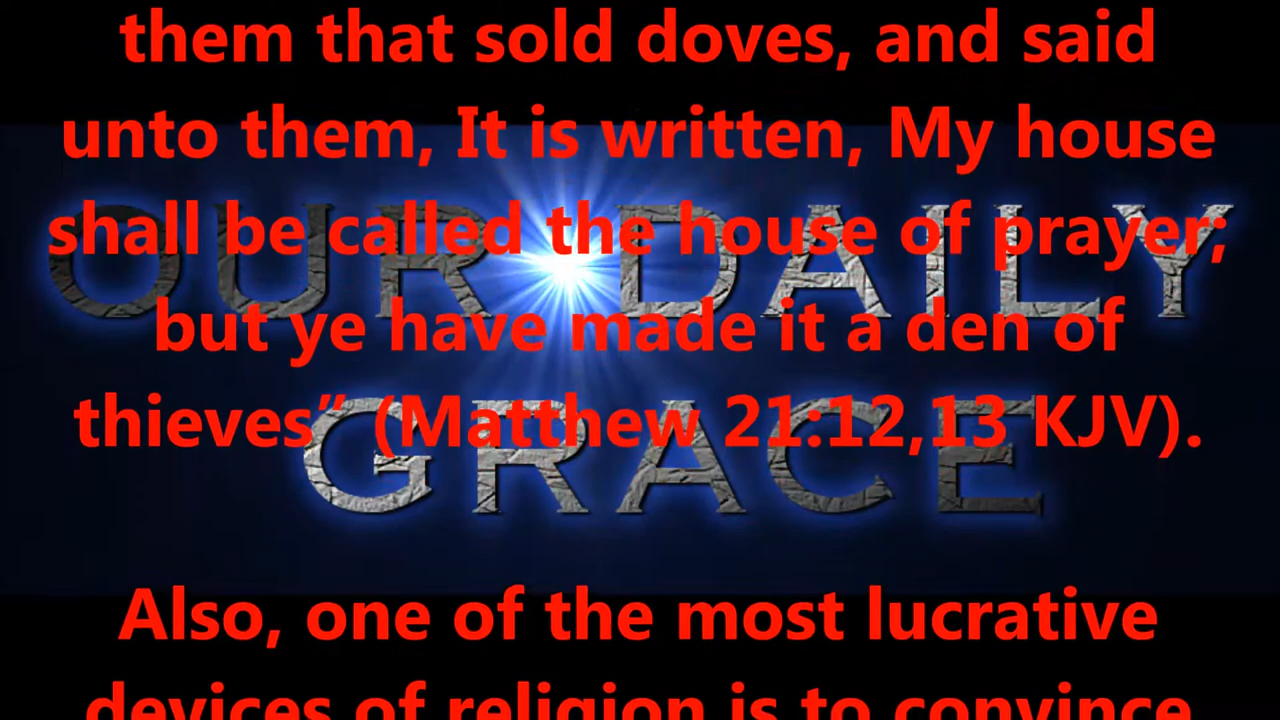 them that sold doves, and said
unto them, It is written, My house
shall be called the house of prayer;
but ye have made it a den of
thieves” (Matthew 21:12,13 KJV).
Also, one of the most lucrative
devices of religion is to convince
OUR DAILY
GRACE